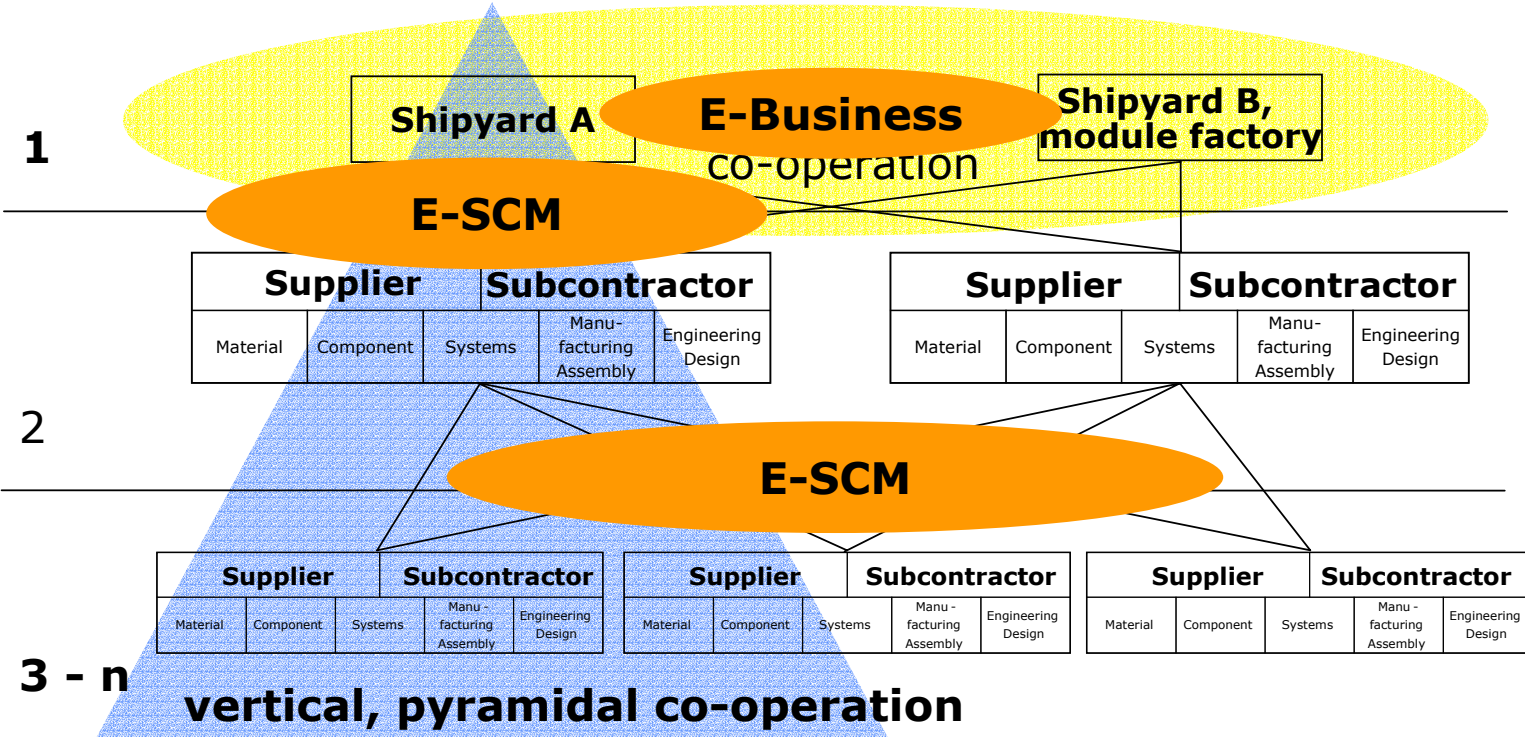 1
Shipyard A
E-Business
Shipyard B,
module factory
co-operation
E-SCM
Supplier
Subcontractor
Material
Component
Systems
Manu-
facturing
Assembly
Engineering
Design
Supplier
Subcontractor
Material
Component
Systems
Manu-
facturing
Assembly
Engineering
Design
2
E-SCM
Supplier
Subcontractor
Material
Component
Systems
Manu -
facturing
Assembly
Engineering
Design
Supplier
Subcontractor
Material
Component
Systems
Manu -
facturing
Assembly
Engineering
Design
Supplier
Subcontractor
Material
Component
Systems
Manu -
facturing
Assembly
Engineering
Design
3 - n
vertical, pyramidal co-operation